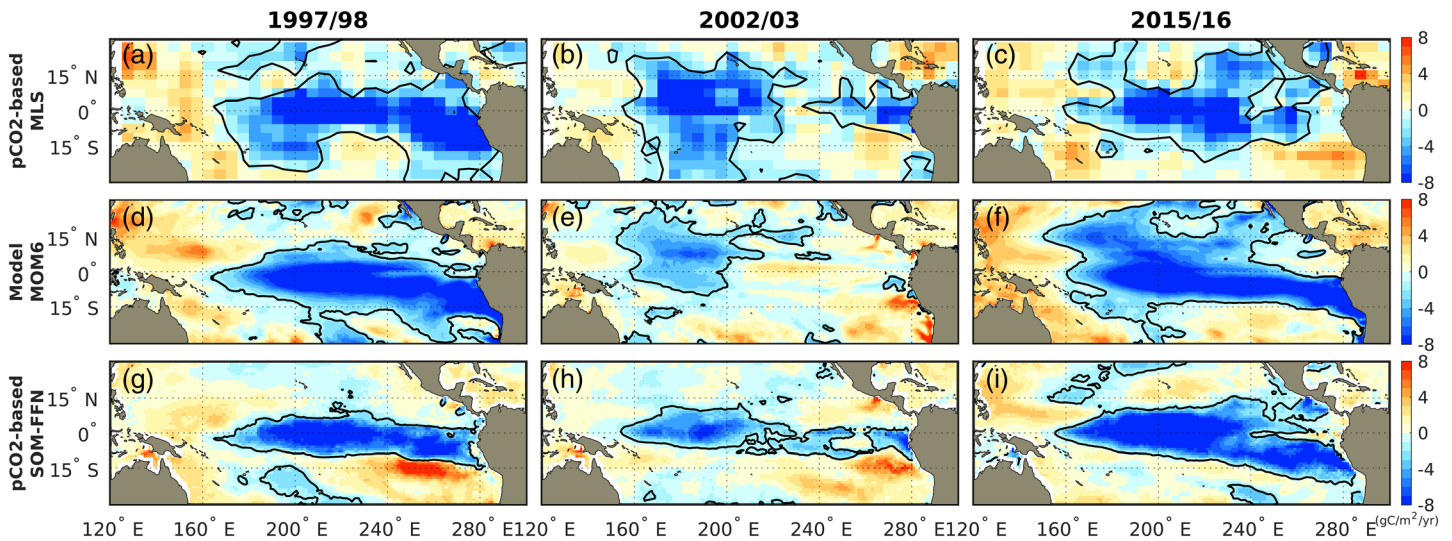 1997/98 2002/03 2015/16
pCO2-based
MLS
(a) (b) (c)
15° N
0°
15° S
8
4
0
-4
-8
Model
MOM6
(d) (e) (f)
15° N
0°
15° S
8
4
0
-4
-8
pCO2-based
SOM-FFN
(g) (h) (i)
15° N
0°
15° S
8
4
0
-4
-8
120° E 160° E 200° E 240° E 280° E 120° E 160° E 200° E 240° E 280° E 120° E 160° E 200° E 240° E 280° E
(gC/m²/yr)